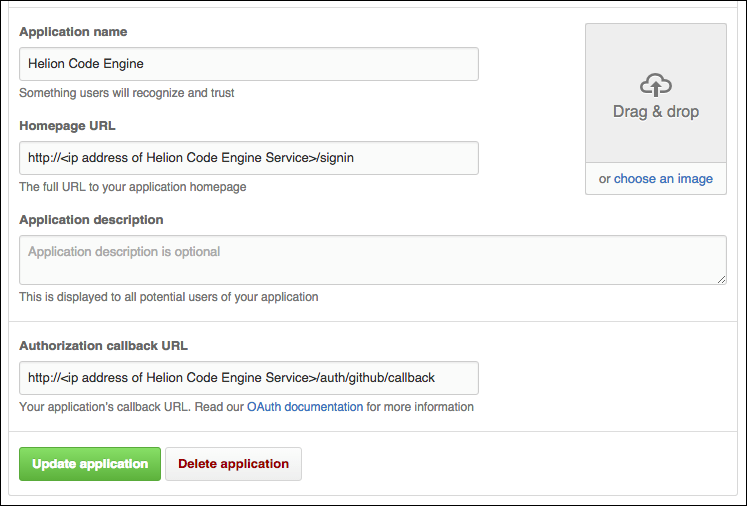 Application name
Helion Code Engine
Something users will recognize and trust
Drag & drop
or choose an image
Homepage URL
http://<ip address of Helion Code Engine Service>/signin
The full URL to your application homepage
Application description
Application description is optional
This is displayed to all potential users of your application
Authorization callback URL
http://<ip address of Helion Code Engine Service>/auth/github/callback
Your application's callback URL. Read our OAuth documentation for more information
Update application
Delete application